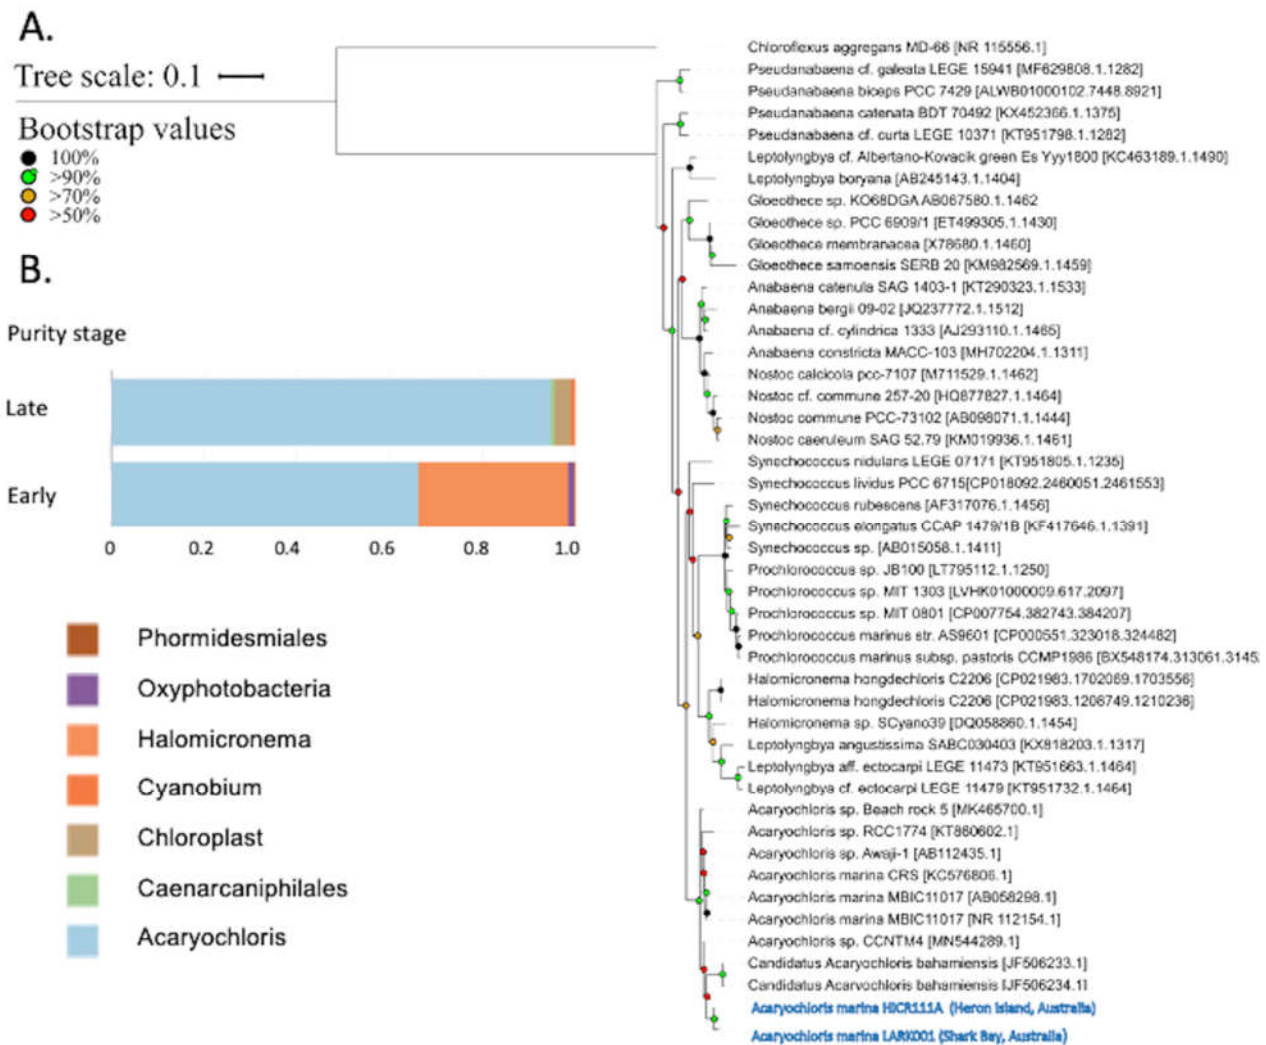 A.
Tree scale: 0.1
Bootstrap values
100%
>90%
>70%
>50%
B.
Purity stage
Late
Early
0 0.2 0.4 0.6 0.8 1.0
Phormidesmiales
Oxyphotobacteria
Halomicronema
Cyanobium
Chloroplast
Caenarcaniphilales
Acaryochloris
Chloroflexus aggregans MD-66 [NR 115556.1]
Pseudanabaena cf. galeata LEGE 15941 [MF629808.1.1282]
Pseudanabaena biceps PCC 7429 [ALWB01000102.7448.8921]
Pseudanabaena catenata BDT 70492 [KX452366.1.1375]
Pseudanabaena cf. curta LEGE 10371 [KT951798.1.1282]
Leptolyngbya cf. Albertano-Kovacik green Es Yyy1800 [KC463189.1.1490]
Leptolyngbya boryana [AB245143.1.1404]
Gloeothece sp. KO68DGA AB067580.1.1462
Gloeothece sp. PCC 6909/1 [ET499305.1.1430]
Gloeothece membranacea [X78680.1.1460]
Gloeothece samoensis SERB 20 [KM982569.1.1459]
Anabaena catenula SAG 1403-1 [KT290323.1.1533]
Anabaena bergii 09-02 [JQ237772.1.1512]
Anabaena cf. cylindrica 1333 [AJ293110.1.1465]
Anabaena constricta MACC-103 [MH702204.1.1311]
Nostoc calcicola pcc-7107 [M711529.1.1462]
Nostoc cf. commune 257-20 [HQ877827.1.1464]
Nostoc commune PCC-73102 [AB098071.1.1444]
Nostoc caeruleum SAG 52.79 [KM019936.1.1461]
Synechococcus nidulans LEGE 07171 [KT951805.1.1235]
Synechococcus lividus PCC 6715[CP018092.2460051.2461553]
Synechococcus rubescens [AF317076.1.1456]
Synechococcus elongatus CCAP 1479/1B [KF417646.1.1391]
Synechococcus sp. [AB015058.1.1411]
Prochlorococcus sp. JB100 [LT795112.1.1250]
Prochlorococcus sp. MIT 1303 [LVHK01000009.617.2097]
Prochlorococcus sp. MIT 0801 [CP007754.382743.384207]
Prochlorococcus marinus str. AS9601 [CP000551.323018.324482]
Prochlorococcus marinus subsp. pastoris CCMP1986 [BX548174.313061.3145
Halomicronema hongdechloris C2206 [CP021983.1702069.1703556]
Halomicronema hongdechloris C2206 [CP021983.1208749.1210236]
Halomicronema sp. SCyano39 [DQ058860.1.1454]
Leptolyngbya angustissima SABC030403 [KX818203.1.1317]
Leptolyngbya aff. ectocarpi LEGE 11473 [KT951663.1.1464]
Leptolyngbya cf. ectocarpi LEGE 11479 [KT951732.1.1464]
Acaryochloris sp. Beach rock 5 [MK465700.1]
Acaryochloris sp. RCC1774 [KT860602.1]
Acaryochloris sp. Awaji-1 [AB112435.1]
Acaryochloris marina CRS [KC576806.1]
Acaryochloris marina MBIC11017 [AB058298.1]
Acaryochloris marina MBIC11017 [NR 112154.1]
Acaryochloris sp. CCNTM4 [MN544289.1]
Candidatus Acaryochloris bahamiensis [JF506233.1]
Candidatus Acaryochloris bahamiensis [JF506234.1]
Acaryochloris marina HICR111A (Heron Island, Australia)
Acaryochloris marina LARK001 (Shark Bay, Australia)